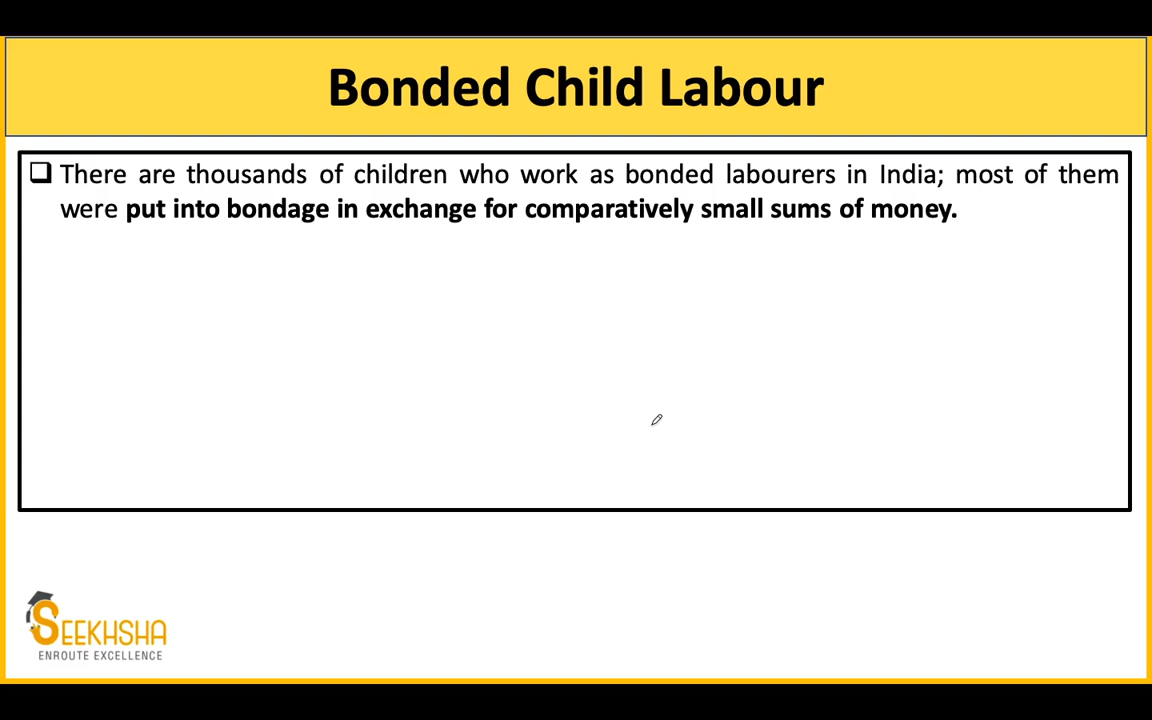 Bonded Child Labour
There are thousands of children who work as bonded labourers in India; most of them
were put into bondage in exchange for comparatively small sums of money.
SEEKHSHA
ENROUTE EXCELLENCE